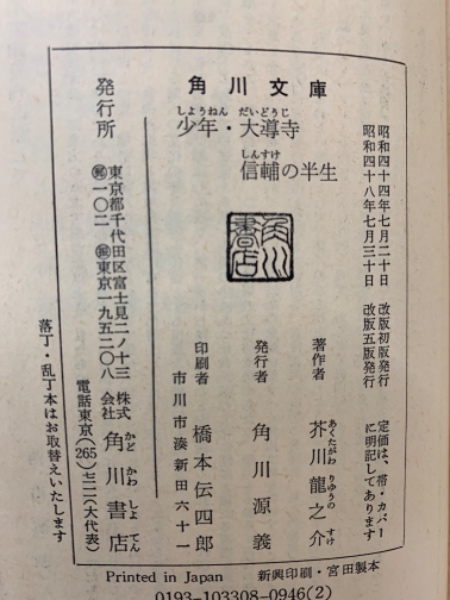 角川文庫
しようねん だいどうじ
少年・大導寺
しんすけ
信輔の半生
昭和四十四年七月二十日 改版初版発行
昭和四十八年七月三十日 改版五版発行
定価は、帯・カバーに明記してあります
角川書店
著作者 芥川龍之介
あくたがわ りゆうの すけ
発行者 角川源義
印刷者 橋本伝四郎
市川市湊新田六十一
発行所
株式会社 角川書店
かど かわ しよ てん
東京都千代田区富士見二ノ十三
〒一〇二 振東京一九五二〇八
電話東京(265)七一一一(大代表)
落丁・乱丁本はお取替えいたします
Printed in Japan 新興印刷・宮田製本
0193-103308-0946(2)